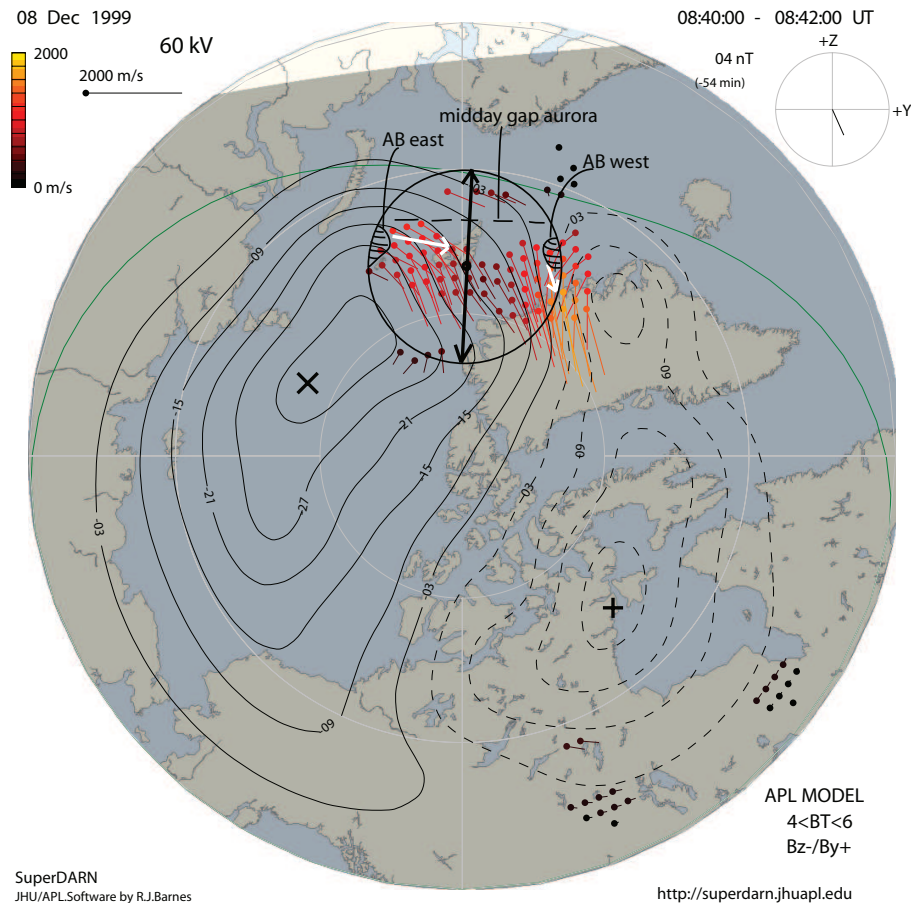 08 Dec 1999
08:40:00 - 08:42:00 UT
2000
60 kV
+Z
2000 m/s
04 nT
(-54 min)
+Y
0 m/s
midday gap aurora
AB east
AB west
-03
-03
-09
-09
-15
-15
-21
-09
-03
-21
-15
-27
-03
-03
-09
APL MODEL
4<BT<6
Bz-/By+
SuperDARN
JHU/APL.Software by R.J.Barnes
http://superdarn.jhuapl.edu